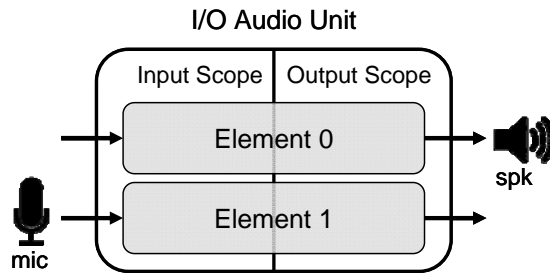 I/O Audio Unit
Input Scope Output Scope
Element 0
spk
Element 1
mic